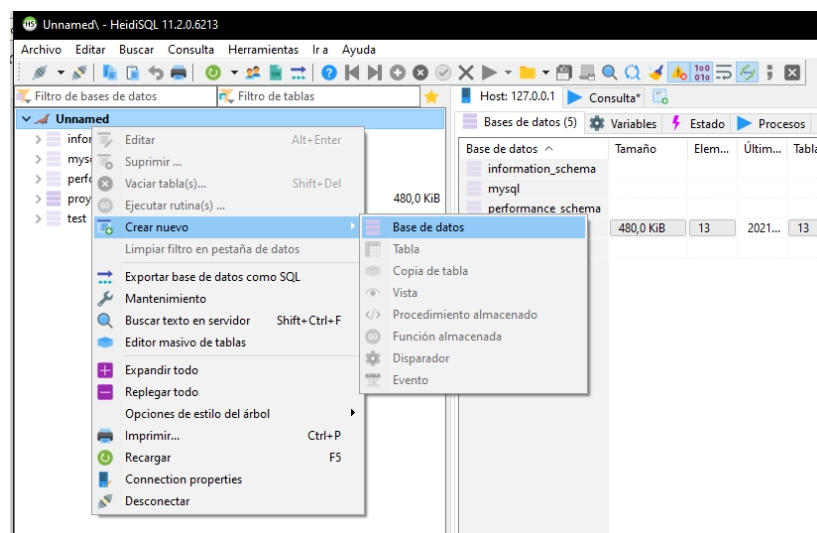 Unnamed\ - HeidiSQL 11.2.0.6213
Archivo Editar Buscar Consulta Herramientas Ir a Ayuda
Filtro de bases de datos Filtro de tablas Host: 127.0.0.1 Consulta*
Unnamed Bases de datos (5) Variables Estado Procesos
infor Editar Alt+Enter Base de datos Tamaño Elem... Últim... Tabla
mys Suprimir ... information_schema
perf Vaciar tabla(s)... Shift+Del mysql
proy Ejecutar rutina(s) ... 480,0 KiB performance_schema
test Crear nuevo Base de datos 480,0 KiB 13 2021... 13
Limpiar filtro en pestaña de datos Tabla
Exportar base de datos como SQL Copia de tabla
Mantenimiento Vista
Buscar texto en servidor Shift+Ctrl+F Procedimiento almacenado
Editor masivo de tablas Función almacenada
Disparador
Expandir todo Evento
Replegar todo
Opciones de estilo del árbol
Imprimir... Ctrl+P
Recargar F5
Connection properties
Desconectar